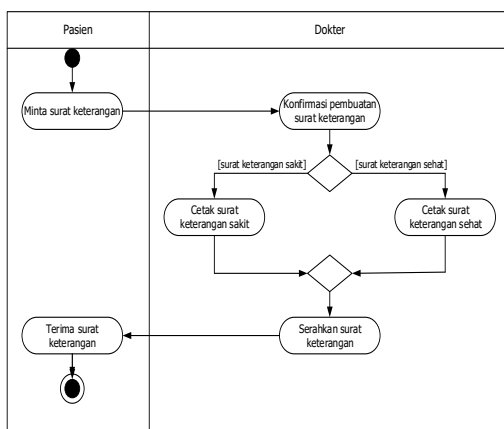 Pasien
Dokter
Minta surat keterangan
Konfirmasi pembuatan
surat keterangan
[surat keterangan sakit]
[surat keterangan sehat]
Cetak surat
keterangan sakit
Cetak surat
keterangan sehat
Terima surat
keterangan
Serahkan surat
keterangan